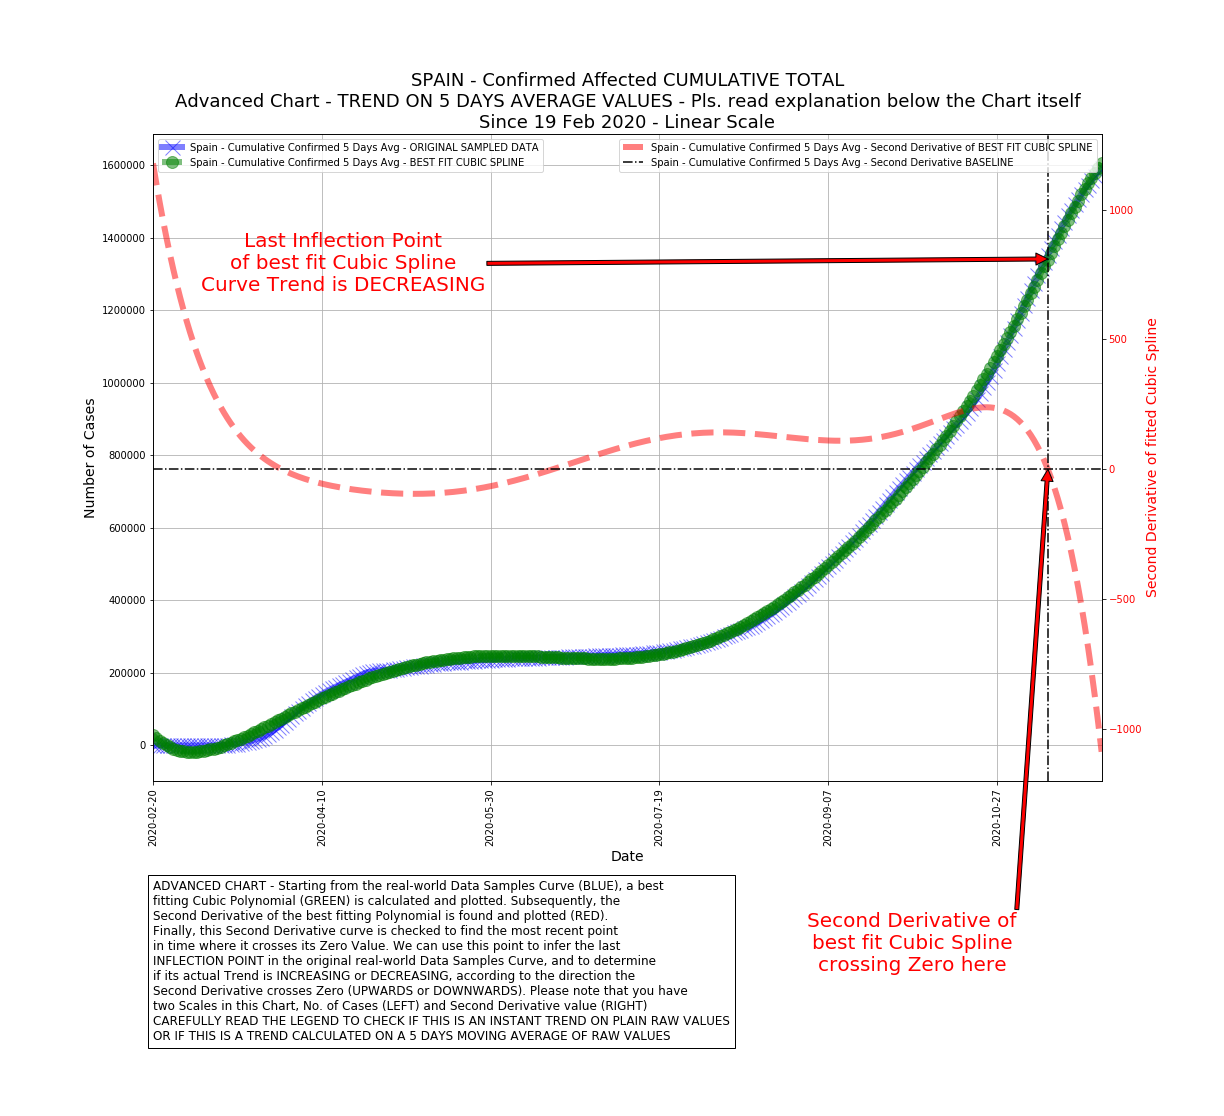 SPAIN - Confirmed Affected CUMULATIVE TOTAL
Advanced Chart - TREND ON 5 DAYS AVERAGE VALUES - Pls. read explanation below the Chart itself
Since 19 Feb 2020 - Linear Scale
Spain - Cumulative Confirmed 5 Days Avg - ORIGINAL SAMPLED DATA
Spain - Cumulative Confirmed 5 Days Avg - BEST FIT CUBIC SPLINE
Spain - Cumulative Confirmed 5 Days Avg - Second Derivative of BEST FIT CUBIC SPLINE
Spain - Cumulative Confirmed 5 Days Avg - Second Derivative BASELINE
Last Inflection Point
of best fit Cubic Spline
Curve Trend is DECREASING
Number of Cases
1600000
1400000
1200000
1000000
800000
600000
400000
200000
0
1000
500
0
−500
−1000
Second Derivative of fitted Cubic Spline
2020-02-20
2020-04-10
2020-05-30
2020-07-19
2020-09-07
2020-10-27
Date
ADVANCED CHART - Starting from the real-world Data Samples Curve (BLUE), a best
fitting Cubic Polynomial (GREEN) is calculated and plotted. Subsequently, the
Second Derivative of the best fitting Polynomial is found and plotted (RED).
Finally, this Second Derivative curve is checked to find the most recent point
in time where it crosses its Zero Value. We can use this point to infer the last
INFLECTION POINT in the original real-world Data Samples Curve, and to determine
if its actual Trend is INCREASING or DECREASING, according to the direction the
Second Derivative crosses Zero (UPWARDS or DOWNWARDS). Please note that you have
two Scales in this Chart, No. of Cases (LEFT) and Second Derivative value (RIGHT)
CAREFULLY READ THE LEGEND TO CHECK IF THIS IS AN INSTANT TREND ON PLAIN RAW VALUES
OR IF THIS IS A TREND CALCULATED ON A 5 DAYS MOVING AVERAGE OF RAW VALUES
Second Derivative of
best fit Cubic Spline
crossing Zero here